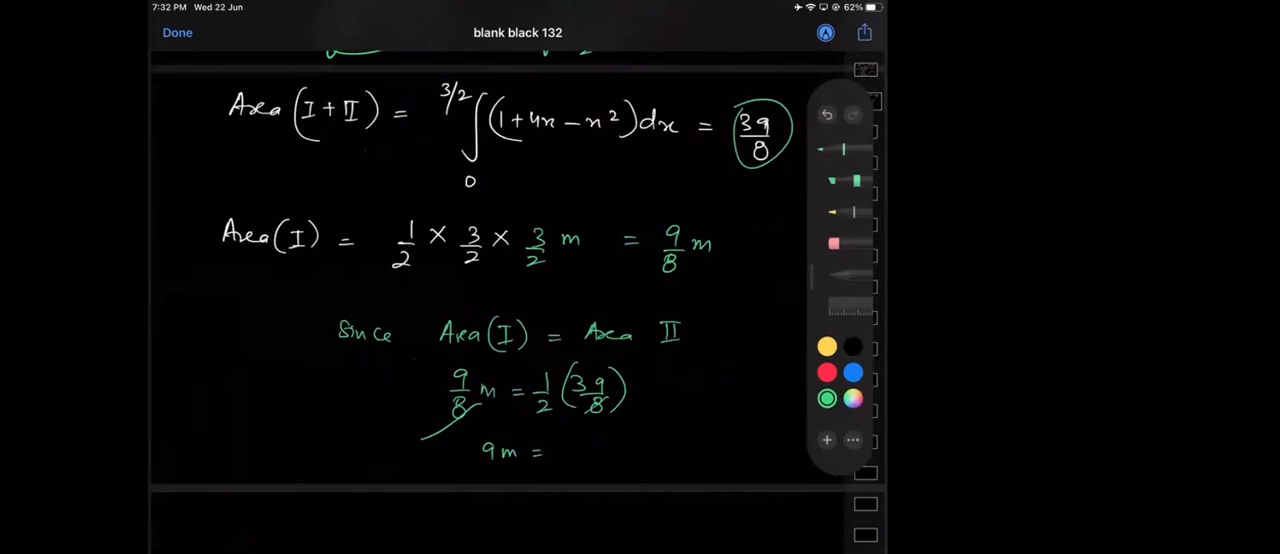 7:32 PM Wed 22 Jun
62%
Done
blank black 132
Area (I + II) = ∫₀^{3/2} (1 + 4x − x²) dx = 39/8
Area (I) = 1/2 × 3/2 × 3/2 m = 9/8 m
Since Area (I) = Area II
9/8 m = 1/2 (39/8)
9m =